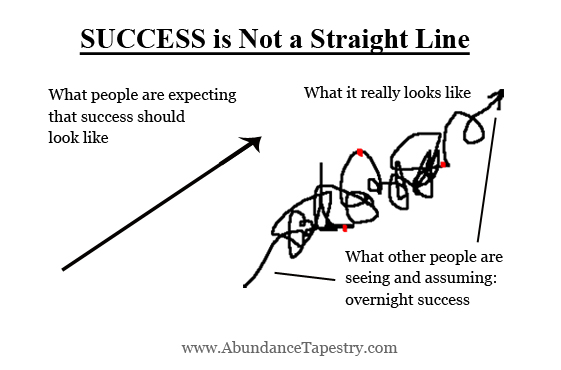 SUCCESS is Not a Straight Line
What people are expecting
that success should
look like
What it really looks like
What other people are
seeing and assuming:
overnight success
www.AbundanceTapestry.com